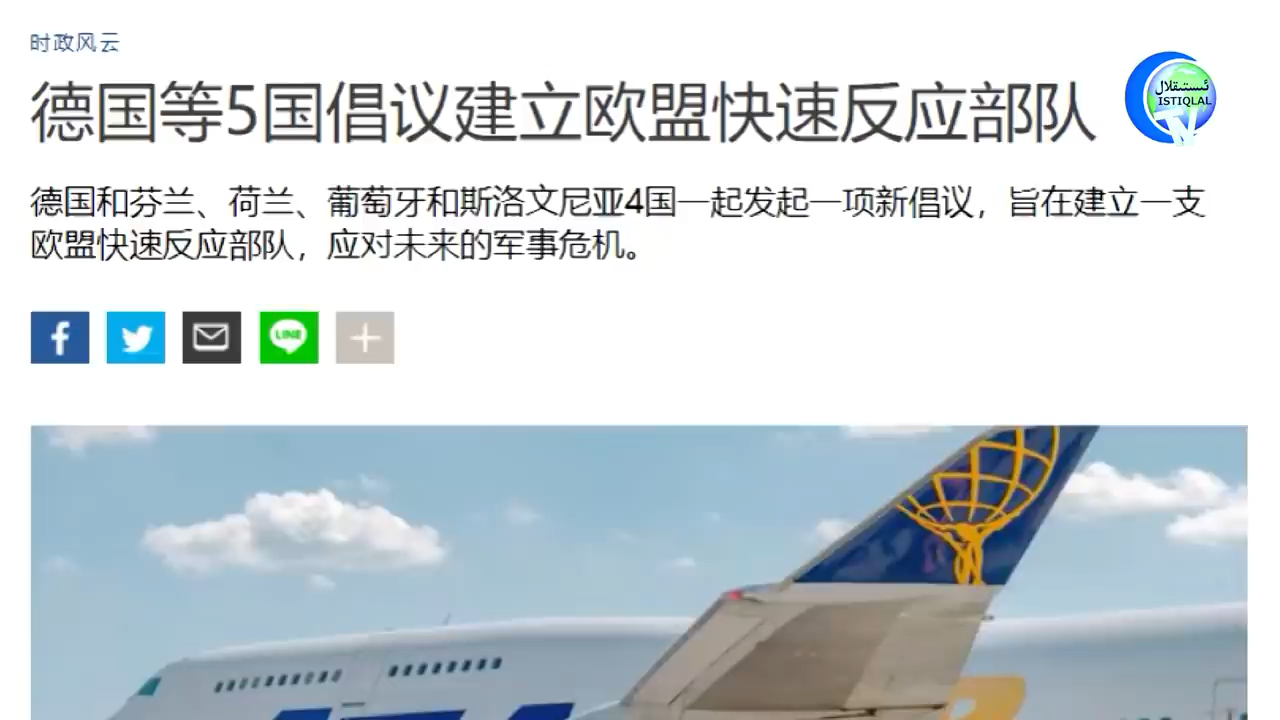 时政风云
德国等5国倡议建立欧盟快速反应部队
ئىستىقلال
ISTIQLAL
TV
德国和芬兰、荷兰、葡萄牙和斯洛文尼亚4国一起发起一项新倡议，旨在建立一支
欧盟快速反应部队，应对未来的军事危机。
LINE